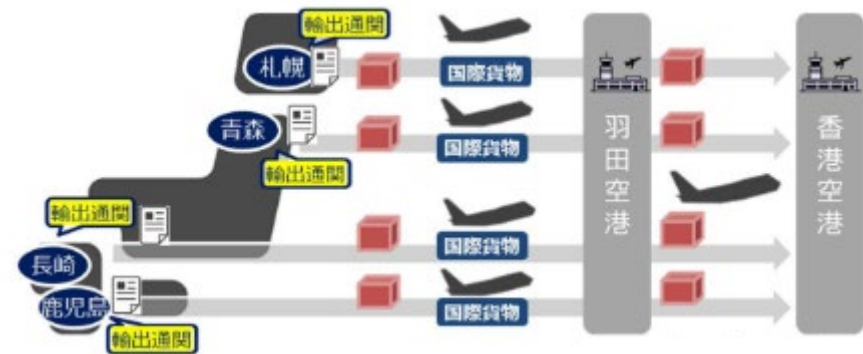 輸出通関
札幌
国際貨物
青森
国際貨物
輸出通関
輸出通関
長崎
国際貨物
鹿児島
国際貨物
輸出通関
羽田空港
香港空港